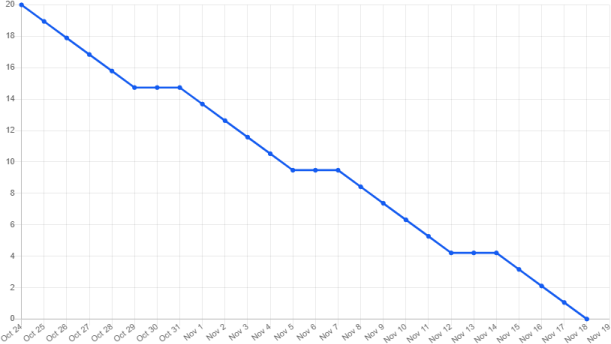 20
18
16
14
12
10
8
6
4
2
0
Oct 24
Oct 25
Oct 26
Oct 27
Oct 28
Oct 29
Oct 30
Oct 31
Nov 1
Nov 2
Nov 3
Nov 4
Nov 5
Nov 6
Nov 7
Nov 8
Nov 9
Nov 10
Nov 11
Nov 12
Nov 13
Nov 14
Nov 15
Nov 16
Nov 17
Nov 18
Nov 19